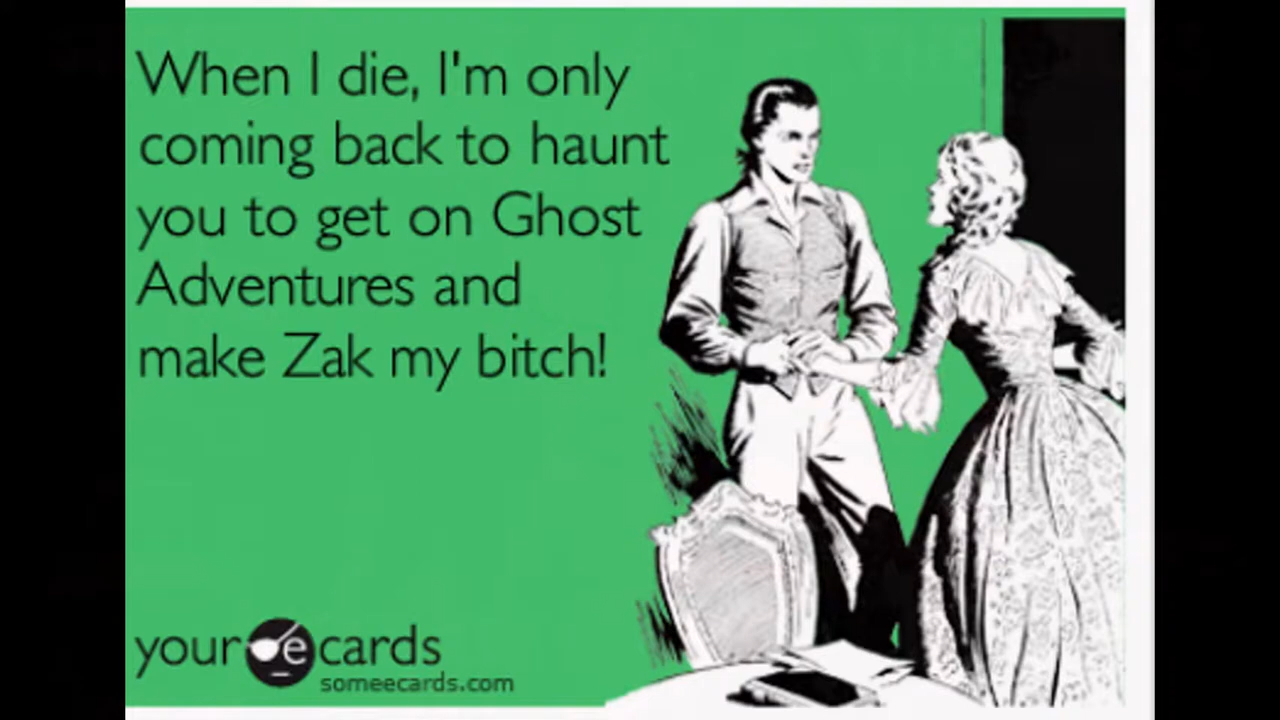 When I die, I'm only
coming back to haunt
you to get on Ghost
Adventures and
make Zak my bitch!
your e cards
someecards.com